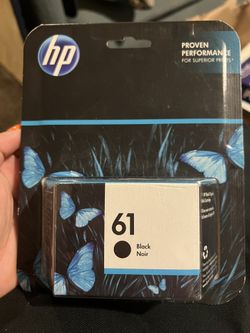 hp
PROVEN
PERFORMANCE
FOR SUPERIOR PRINTS
61
Black
Noir